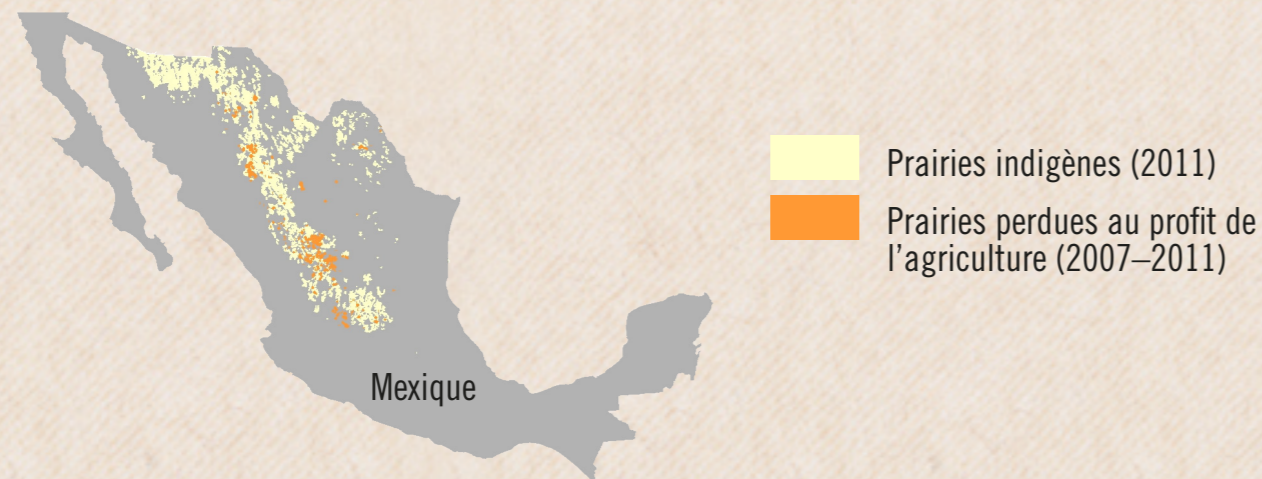 Prairies indigènes (2011)
Prairies perdues au profit de
l’agriculture (2007–2011)
Mexique